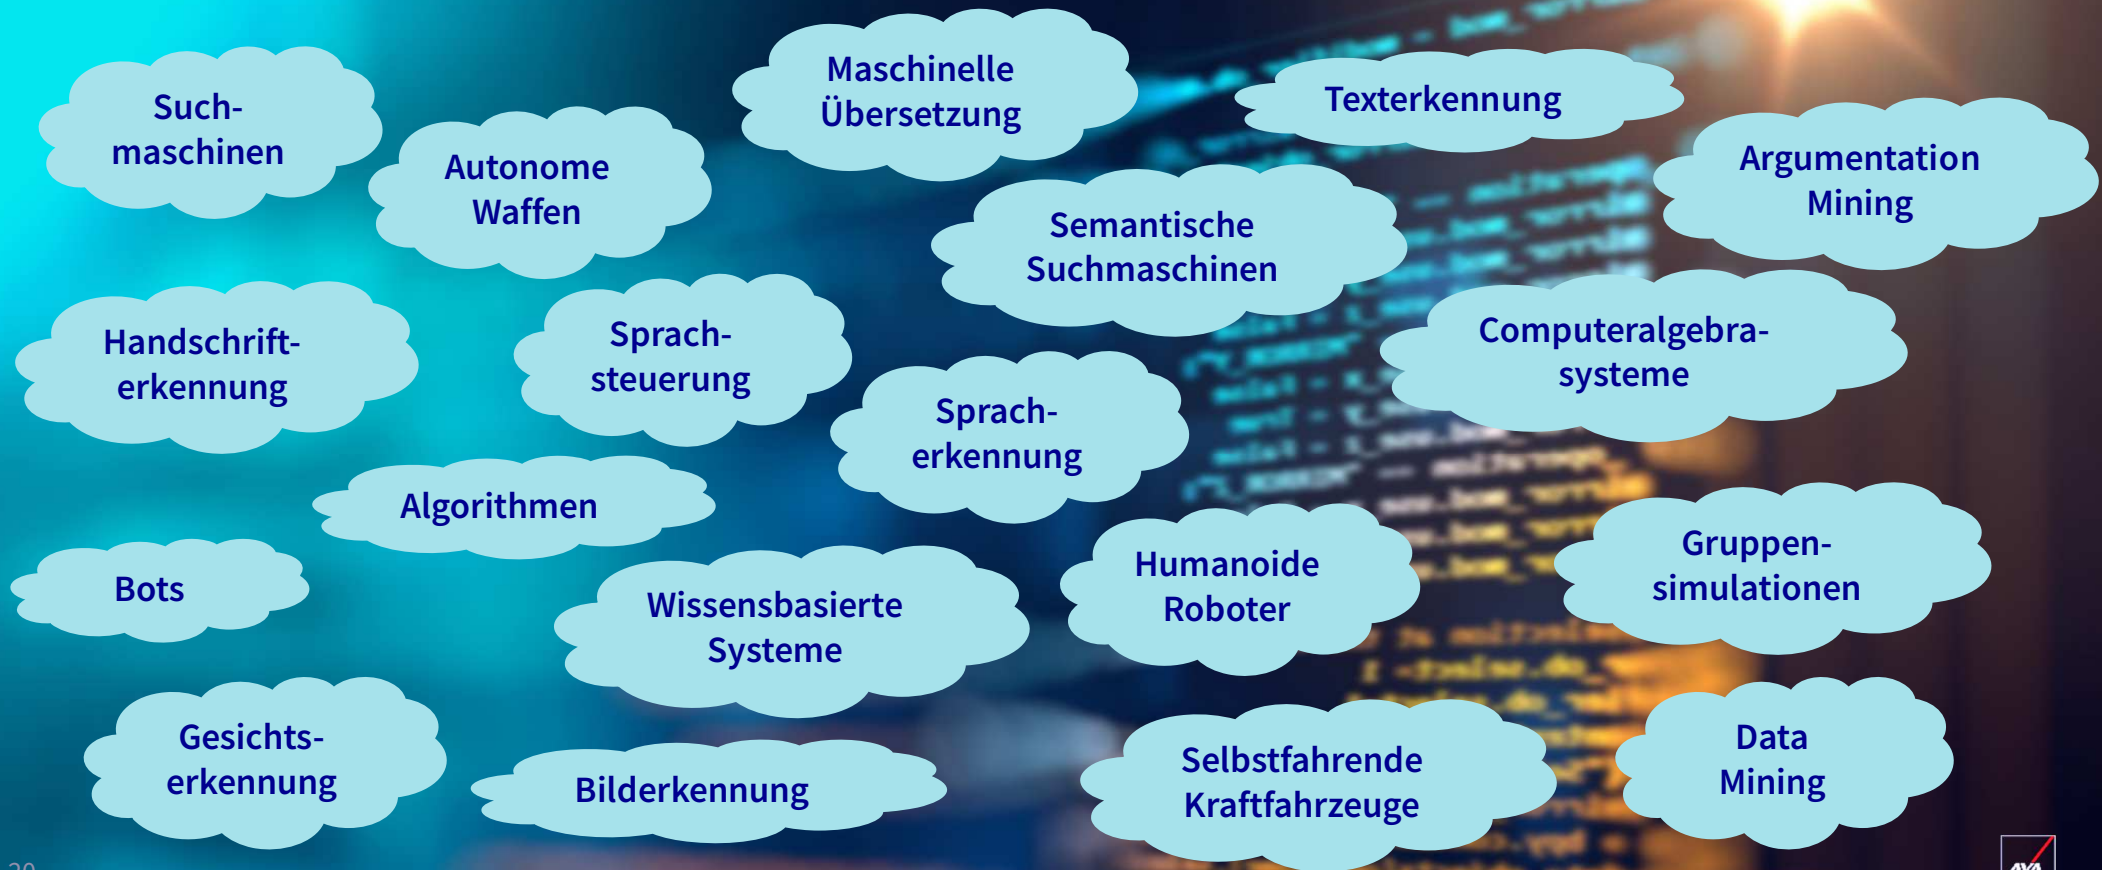 Such-
maschinen
Autonome
Waffen
Maschinelle
Übersetzung
Texterkennung
Argumentation
Mining
Semantische
Suchmaschinen
Handschrift-
erkennung
Sprach-
steuerung
Sprach-
erkennung
Computeralgebra-
systeme
Algorithmen
Bots
Wissensbasierte
Systeme
Humanoide
Roboter
Gruppen-
simulationen
Gesichts-
erkennung
Bilderkennung
Selbstfahrende
Kraftfahrzeuge
Data
Mining
AXA